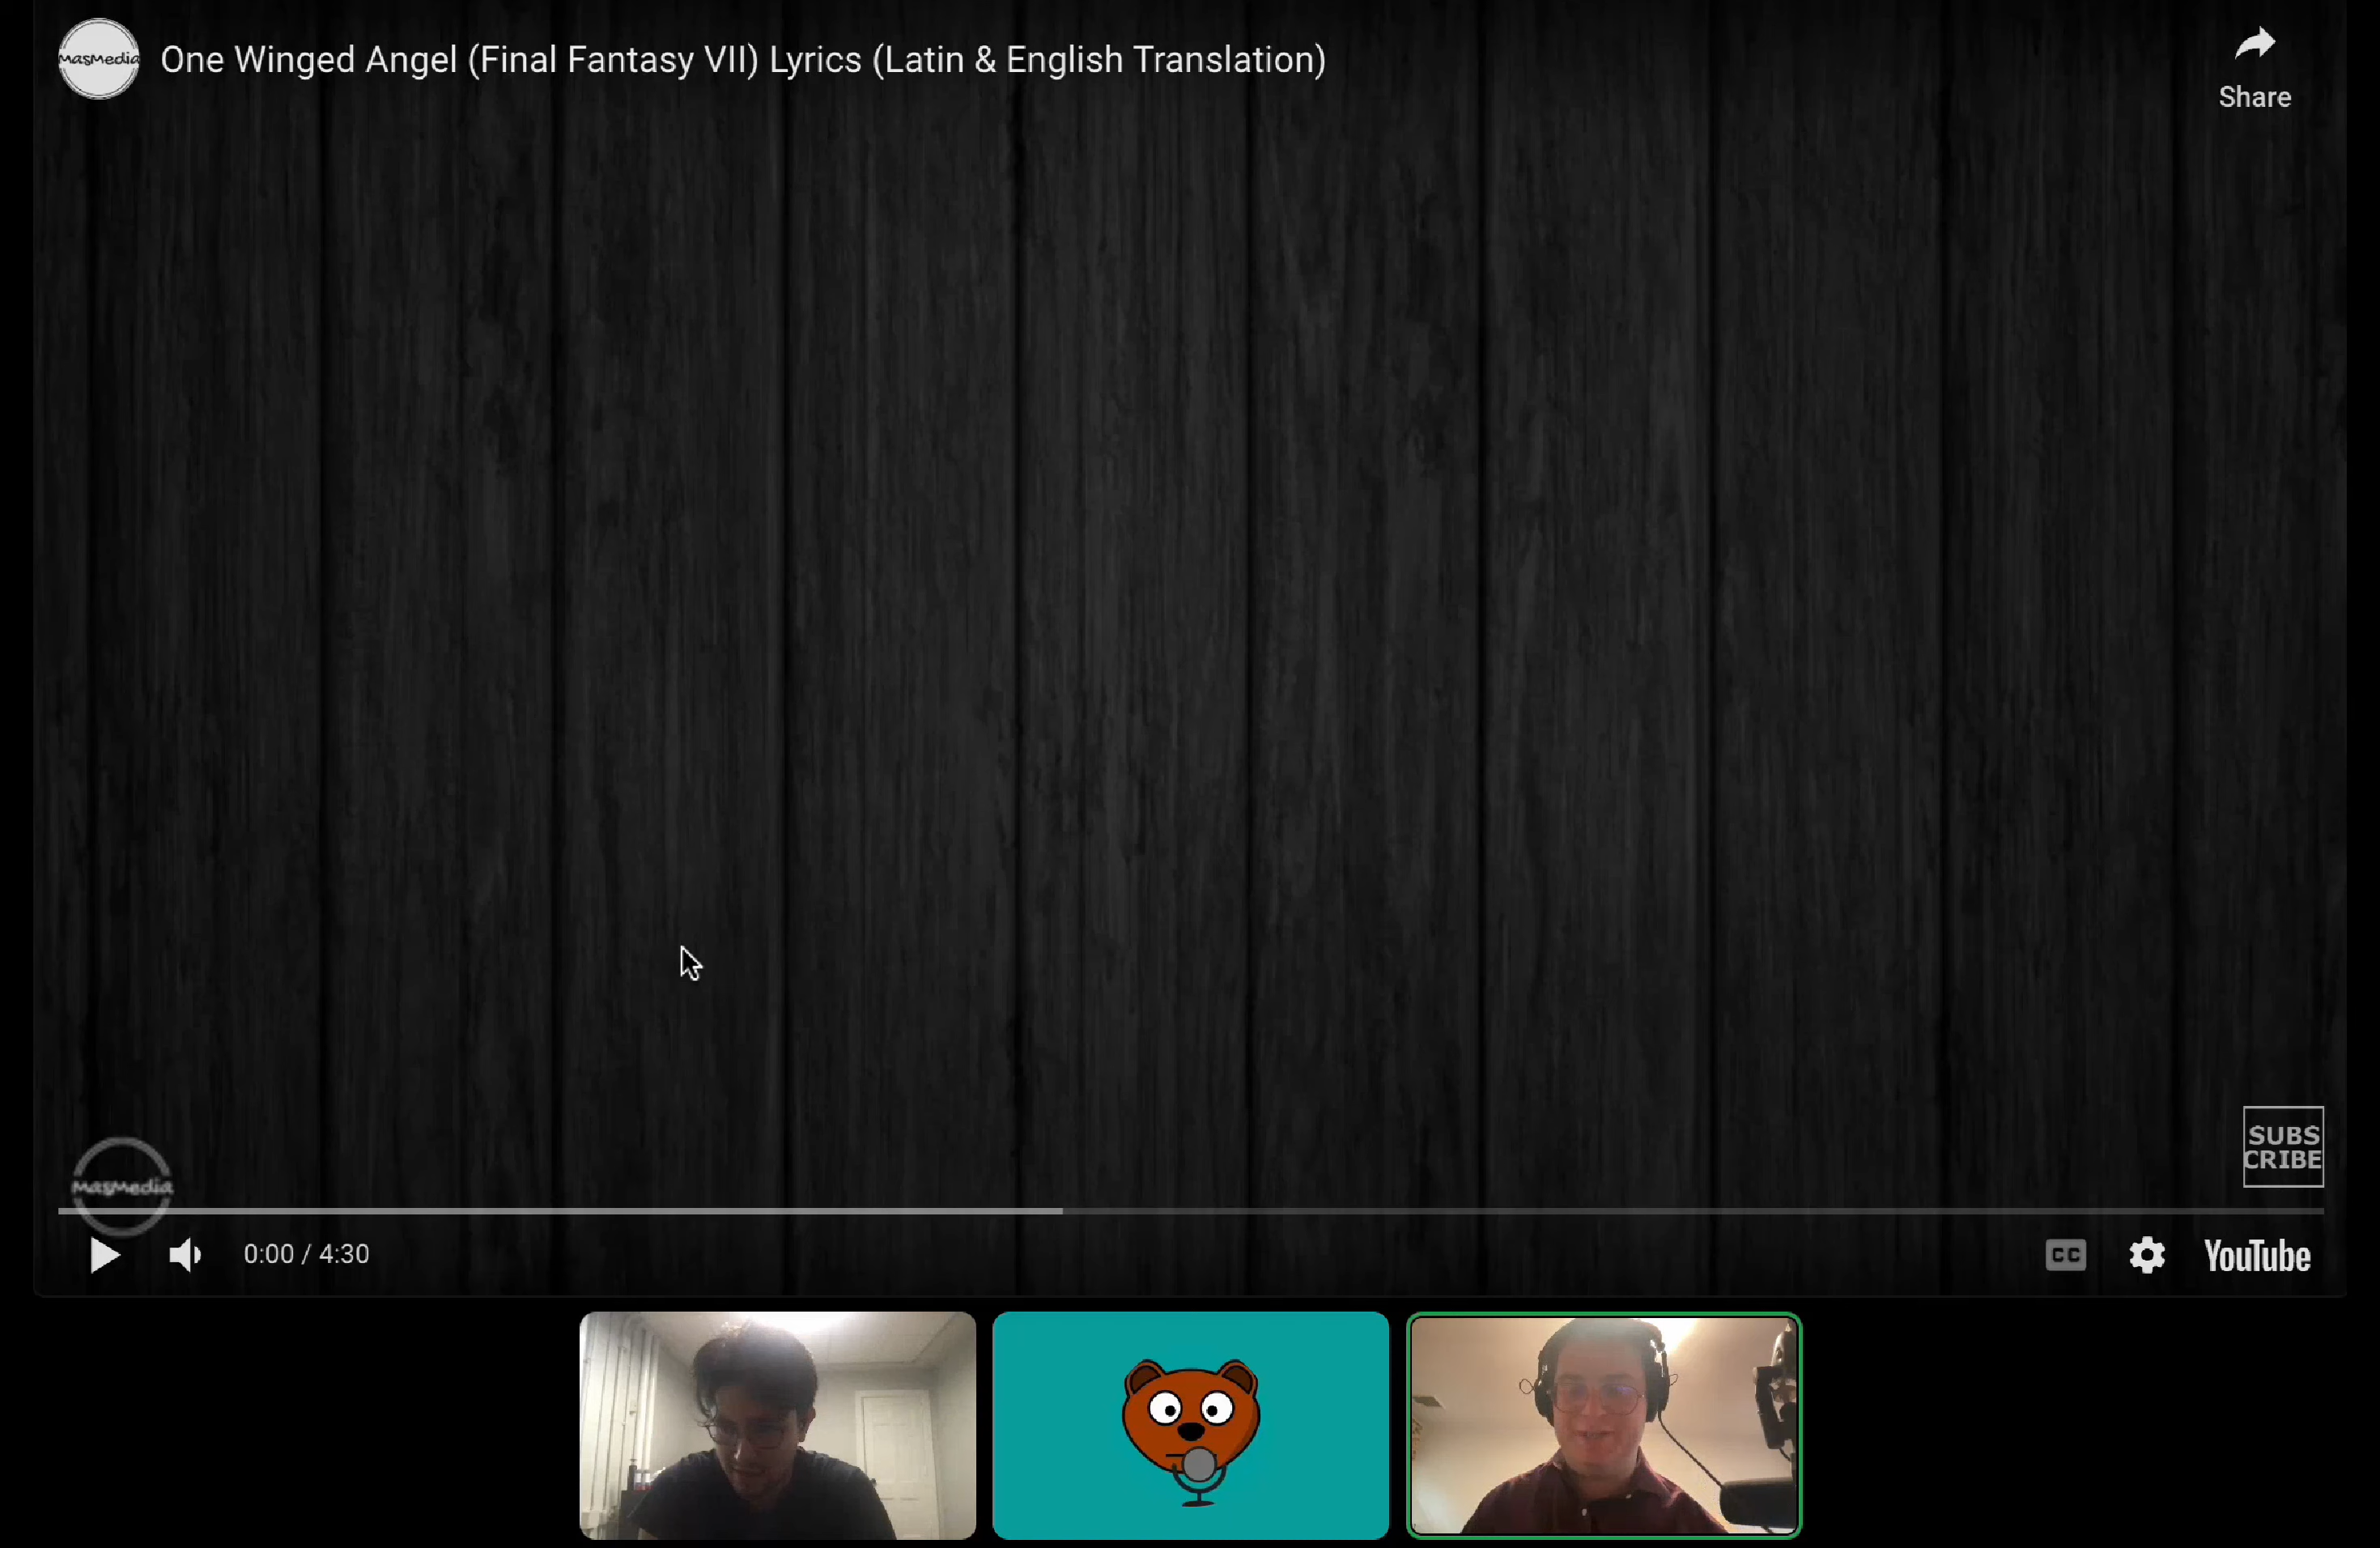 MasMedia
One Winged Angel (Final Fantasy VII) Lyrics (Latin & English Translation)
Share
SUBS
CRIBE
MasMedia
0:00 / 4:30
CC
YouTube